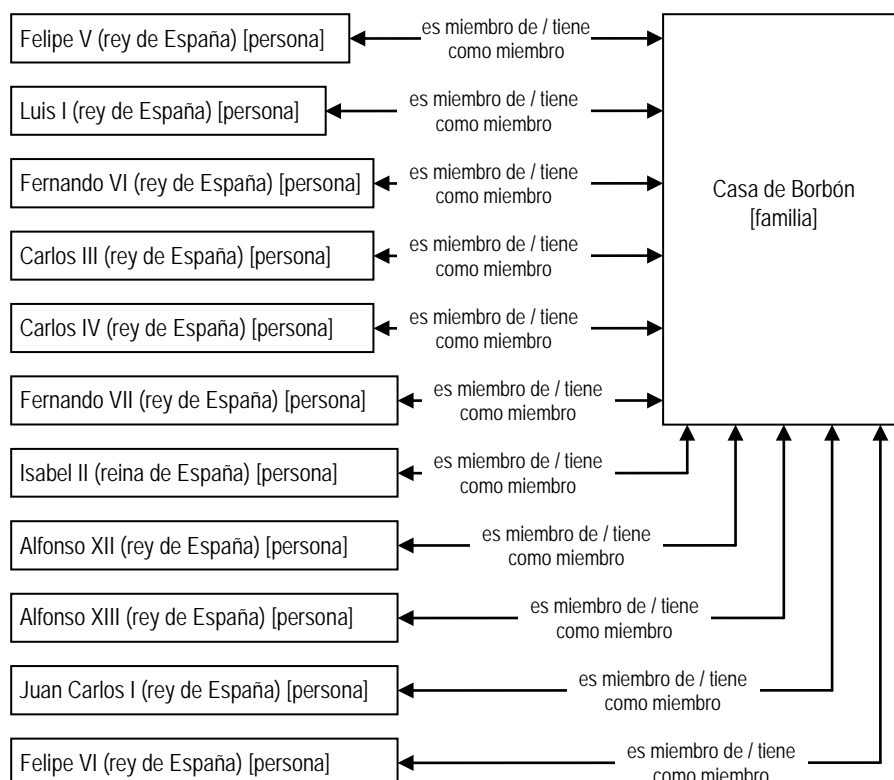 Felipe V (rey de España) [persona]
es miembro de / tiene
como miembro
Luis I (rey de España) [persona]
es miembro de / tiene
como miembro
Fernando VI (rey de España) [persona]
es miembro de / tiene
como miembro
Casa de Borbón
[familia]
Carlos III (rey de España) [persona]
es miembro de / tiene
como miembro
Carlos IV (rey de España) [persona]
es miembro de / tiene
como miembro
Fernando VII (rey de España) [persona]
es miembro de / tiene
como miembro
Isabel II (reina de España) [persona]
es miembro de / tiene
como miembro
Alfonso XII (rey de España) [persona]
es miembro de / tiene
como miembro
Alfonso XIII (rey de España) [persona]
es miembro de / tiene
como miembro
Juan Carlos I (rey de España) [persona]
es miembro de / tiene
como miembro
Felipe VI (rey de España) [persona]
es miembro de / tiene
como miembro